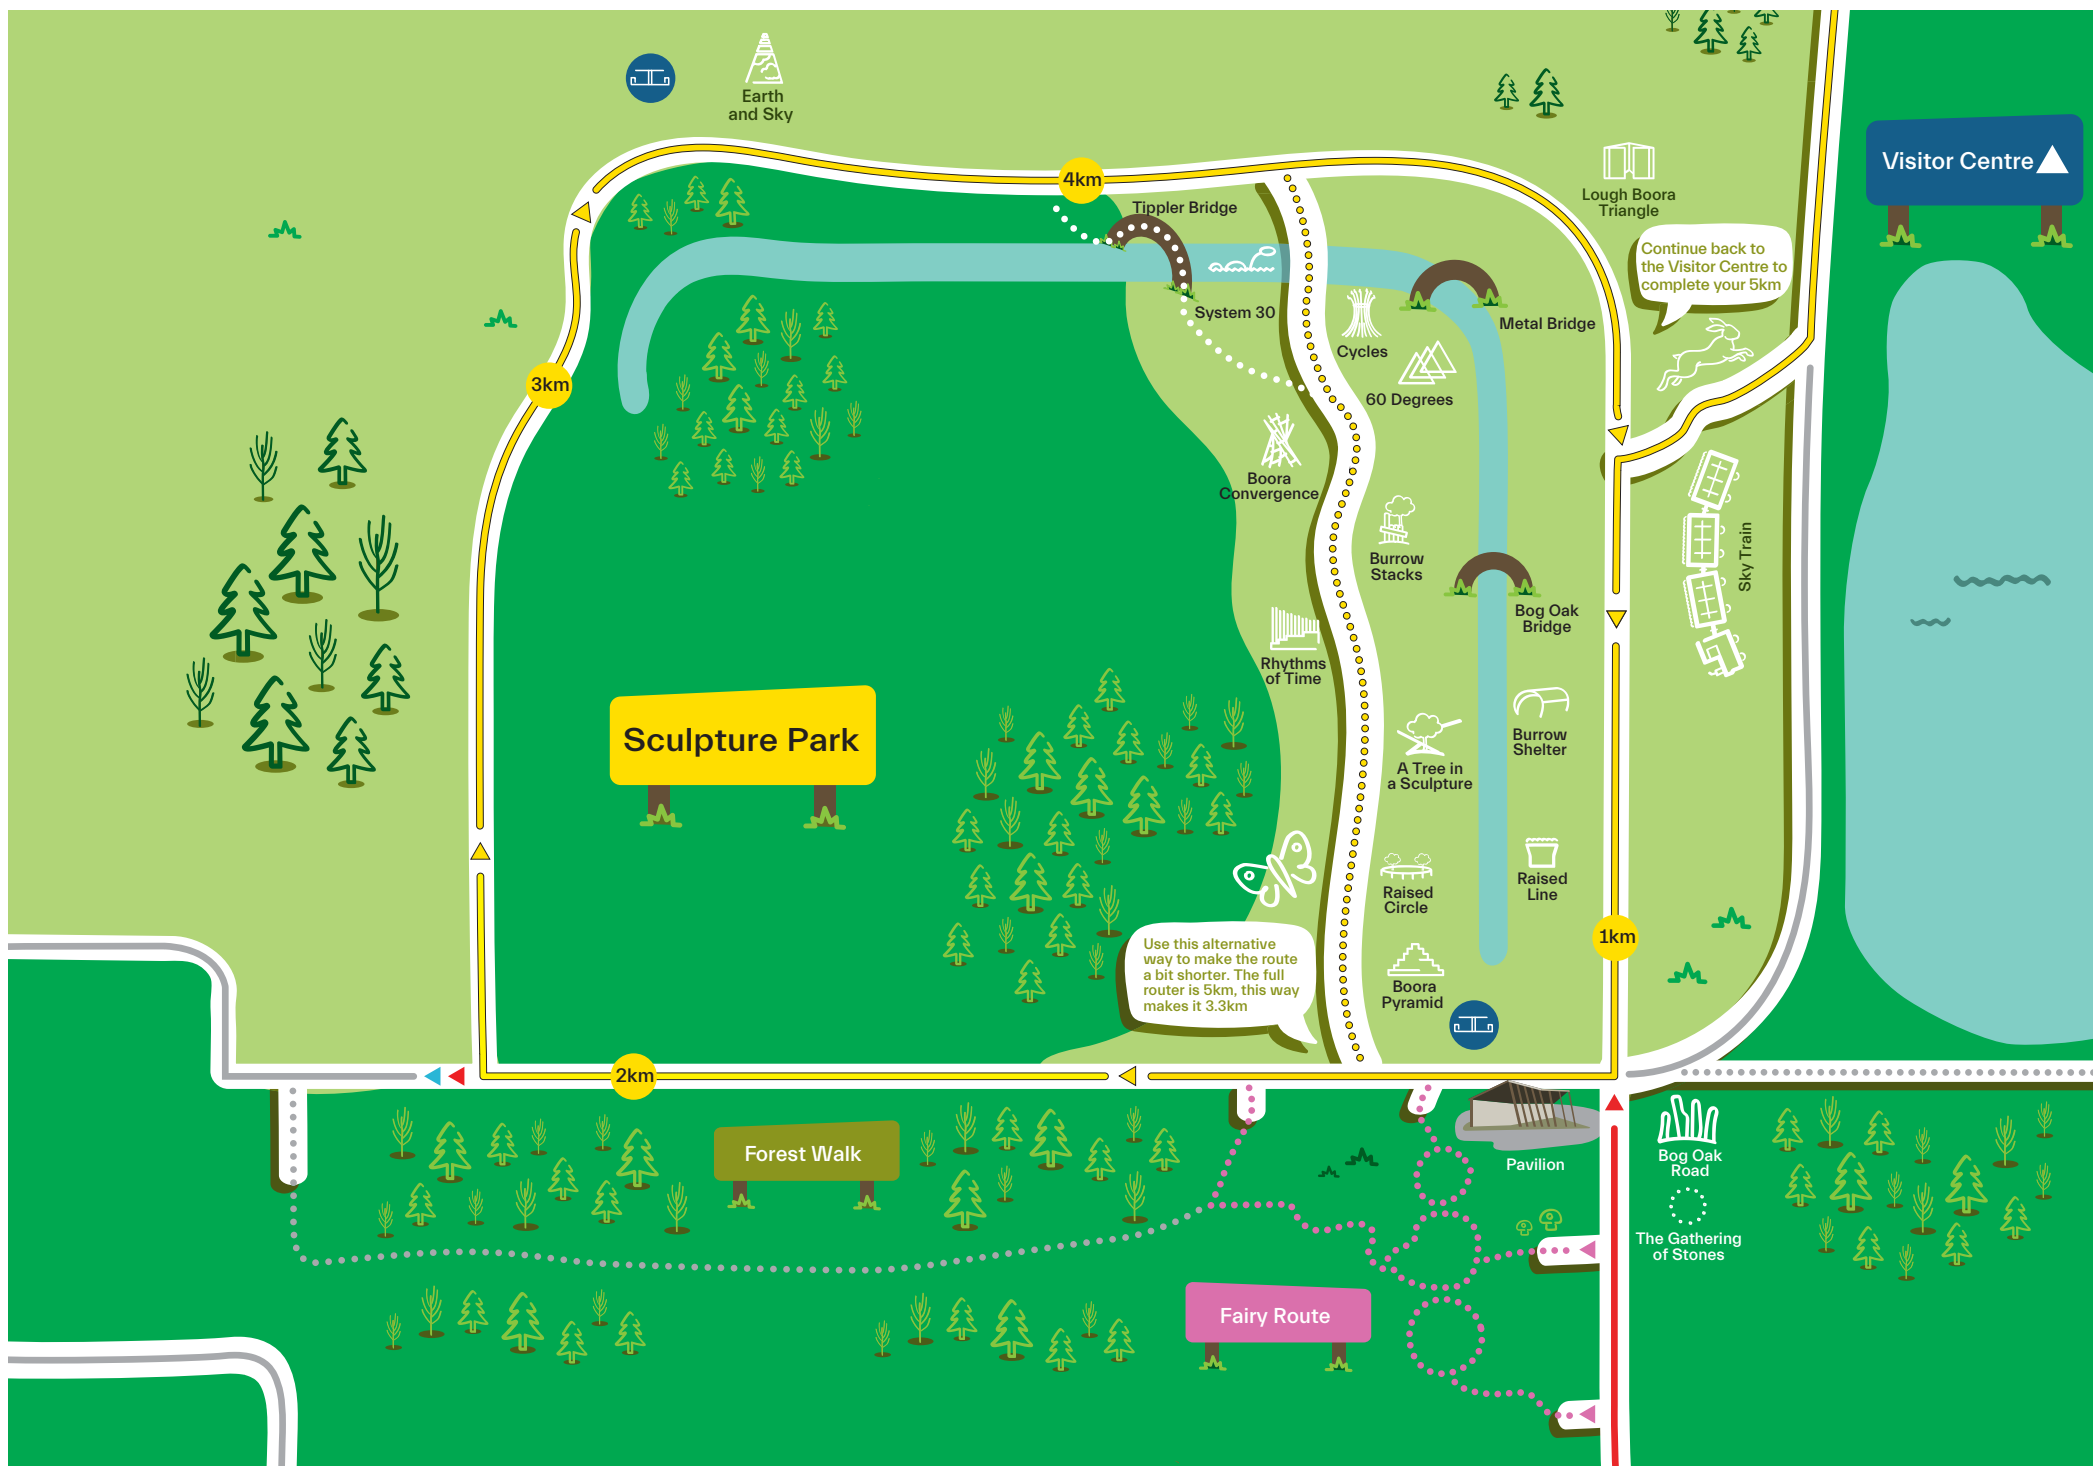 Earth
and Sky
Visitor Centre
Lough Boora
Triangle
4km
Tippler Bridge
Continue back to
the Visitor Centre to
complete your 5km
System 30
Metal Bridge
Cycles
3km
60 Degrees
Boora
Convergence
Burrow
Stacks
Sky Train
Bog Oak
Bridge
Rhythms
of Time
Sculpture Park
Burrow
Shelter
A Tree in
a Sculpture
Raised
Circle
Raised
Line
1km
Use this alternative
way to make the route
a bit shorter. The full
router is 5km, this way
makes it 3.3km
Boora
Pyramid
2km
Forest Walk
Pavilion
Bog Oak
Road
The Gathering
of Stones
Fairy Route